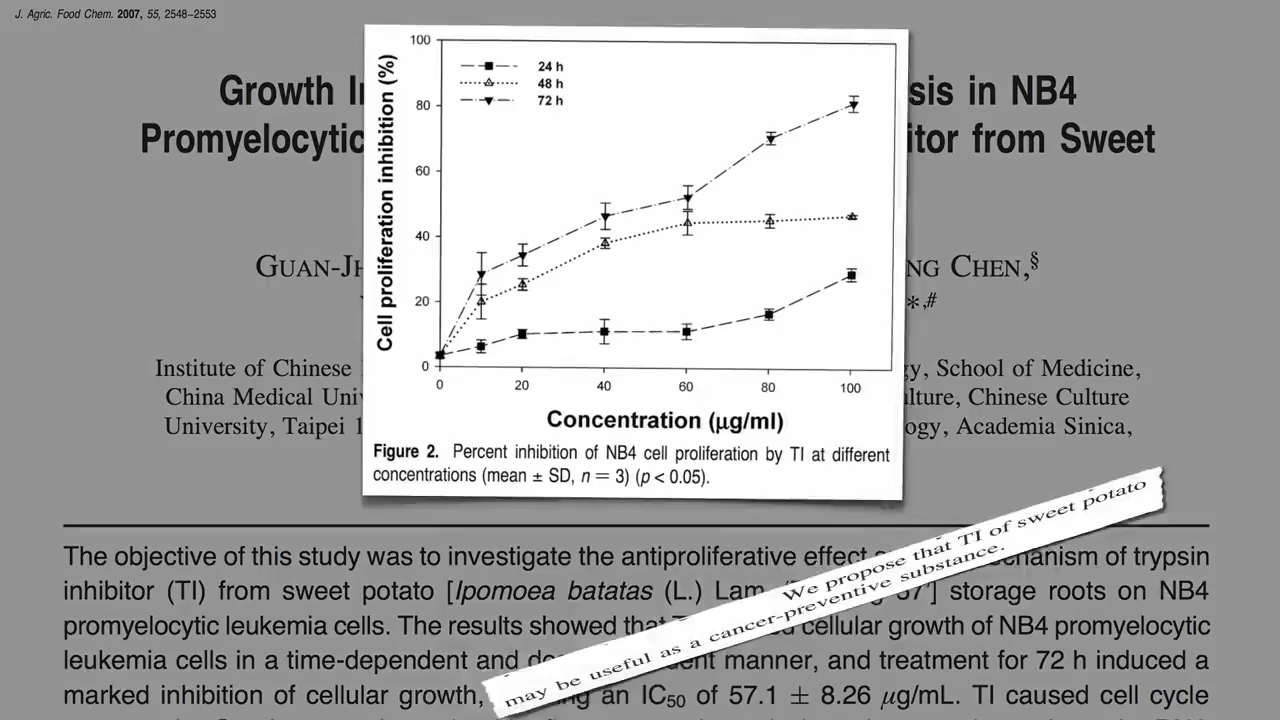 J. Agric. Food Chem. 2007, 55, 2548−2553
Growth sis in NB4
Promyelocytic itor from Sweet
100
80
60
40
20
0
Cell proliferation inhibition (%)
24 h
48 h
72 h
0 20 40 60 80 100
Concentration (µg/ml)
Figure 2. Percent inhibition of NB4 cell proliferation by TI at different
concentrations (mean ± SD, n = 3) (p < 0.05).
GUAN-JH NG CHEN,§
*,#
Institute of Chinese gy, School of Medicine,
China Medical Univ ulture, Chinese Culture
University, Taipei 1 ogy, Academia Sinica,
We propose that TI of sweet potato
may be useful as a cancer-preventive substance.
The objective of this study was to investigate the antiproliferative effect chanism of trypsin
inhibitor (TI) from sweet potato [Ipomoea batatas (L.) Lam 57′] storage roots on NB4
promyelocytic leukemia cells. The results showed that cellular growth of NB4 promyelocytic
leukemia cells in a time-dependent and do ent manner, and treatment for 72 h induced a
marked inhibition of cellular growth, ng an IC50 of 57.1 ± 8.26 µg/mL. TI caused cell cycle